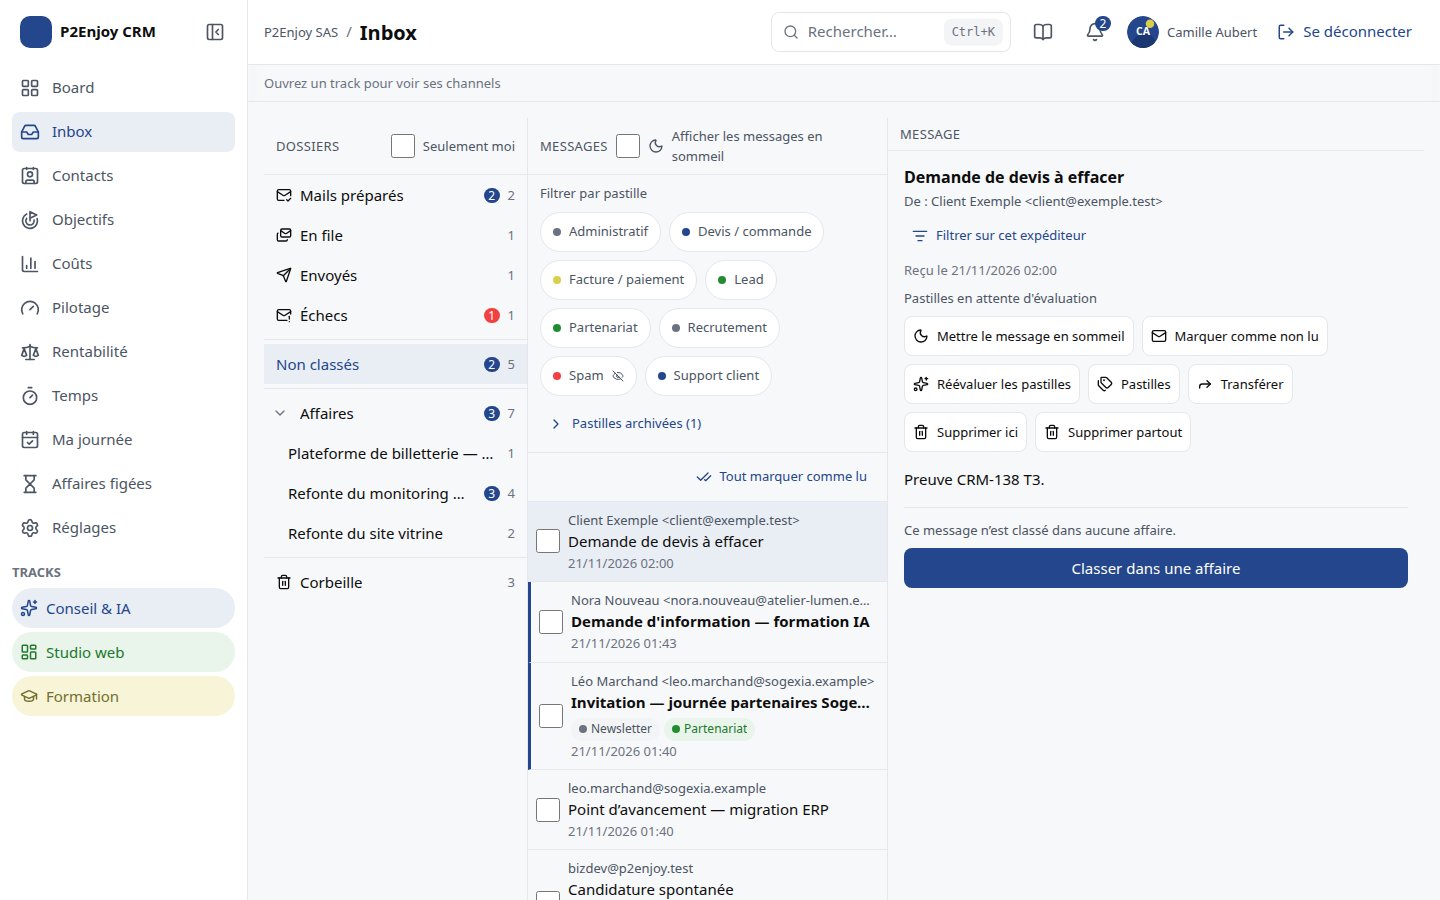 P2Enjoy CRM
Board
Inbox
Contacts
Objectifs
Coûts
Pilotage
Rentabilité
Temps
Ma journée
Affaires figées
Réglages
TRACKS
Conseil & IA
Studio web
Formation
P2Enjoy SAS / Inbox
Rechercher... Ctrl+K
2
CA
Camille Aubert
Se déconnecter
Ouvrez un track pour voir ses channels
DOSSIERS
Seulement moi
Mails préparés 2 2
En file 1
Envoyés 1
Échecs 1 1
Non classés 2 5
Affaires 3 7
Plateforme de billetterie — ... 1
Refonte du monitoring ... 3 4
Refonte du site vitrine 2
Corbeille 3
MESSAGES
Afficher les messages en
sommeil
Filtrer par pastille
Administratif
Devis / commande
Facture / paiement
Lead
Partenariat
Recrutement
Spam
Support client
Pastilles archivées (1)
Tout marquer comme lu
Client Exemple <client@exemple.test>
Demande de devis à effacer
21/11/2026 02:00
Nora Nouveau <nora.nouveau@atelier-lumen.e...
Demande d'information — formation IA
21/11/2026 01:43
Léo Marchand <leo.marchand@sogexia.example>
Invitation — journée partenaires Soge...
Newsletter
Partenariat
21/11/2026 01:40
leo.marchand@sogexia.example
Point d’avancement — migration ERP
21/11/2026 01:40
bizdev@p2enjoy.test
Candidature spontanée
MESSAGE
Demande de devis à effacer
De : Client Exemple <client@exemple.test>
Filtrer sur cet expéditeur
Reçu le 21/11/2026 02:00
Pastilles en attente d'évaluation
Mettre le message en sommeil
Marquer comme non lu
Réévaluer les pastilles
Pastilles
Transférer
Supprimer ici
Supprimer partout
Preuve CRM-138 T3.
Ce message n’est classé dans aucune affaire.
Classer dans une affaire